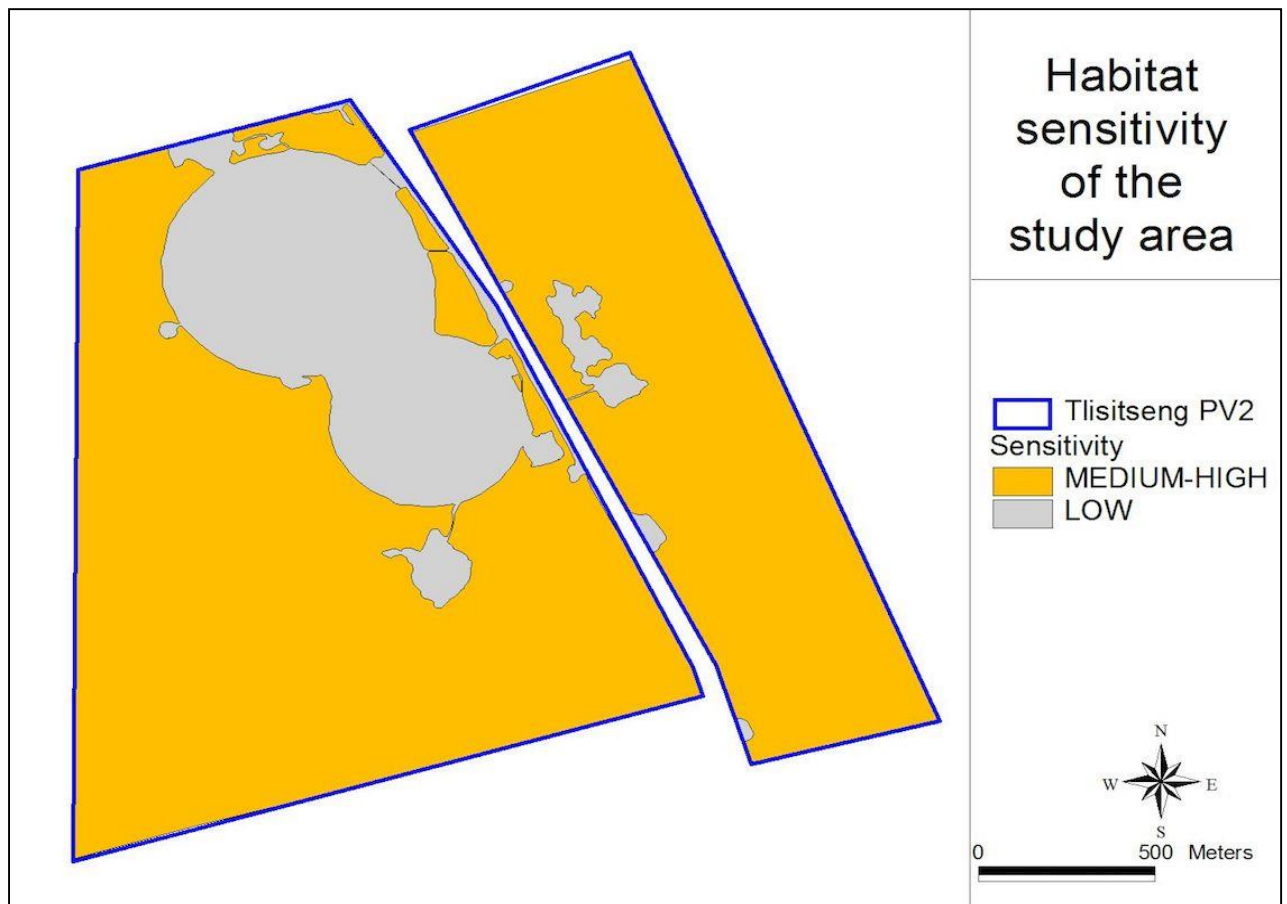 Habitat
sensitivity
of the
study area
Tlisitseng PV2
Sensitivity
MEDIUM-HIGH
LOW
N
W E
S
0 500 Meters